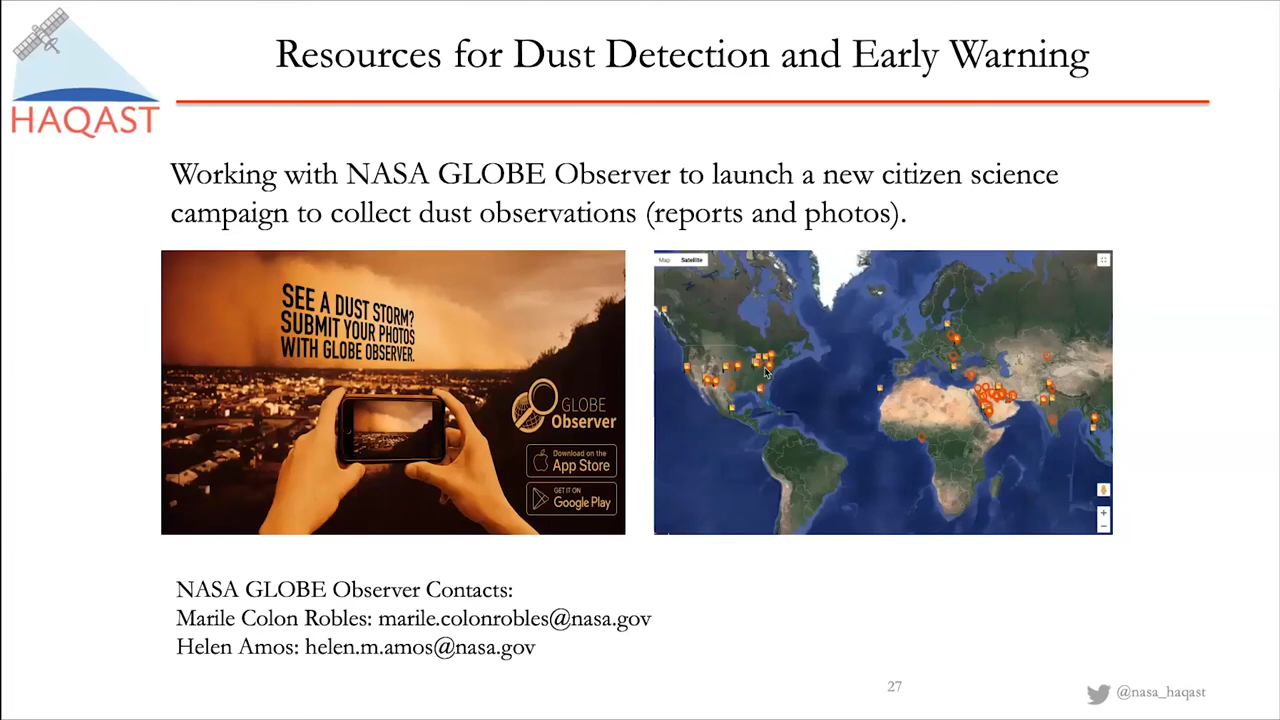 HAQAST
Resources for Dust Detection and Early Warning
Working with NASA GLOBE Observer to launch a new citizen science
campaign to collect dust observations (reports and photos).
SEE A DUST STORM?
SUBMIT YOUR PHOTOS
WITH GLOBE OBSERVER.
GLOBE
Observer
Download on the
App Store
GET IT ON
Google Play
Map Satellite
NASA GLOBE Observer Contacts:
Marile Colon Robles: marile.colonrobles@nasa.gov
Helen Amos: helen.m.amos@nasa.gov
27
@nasa_haqast